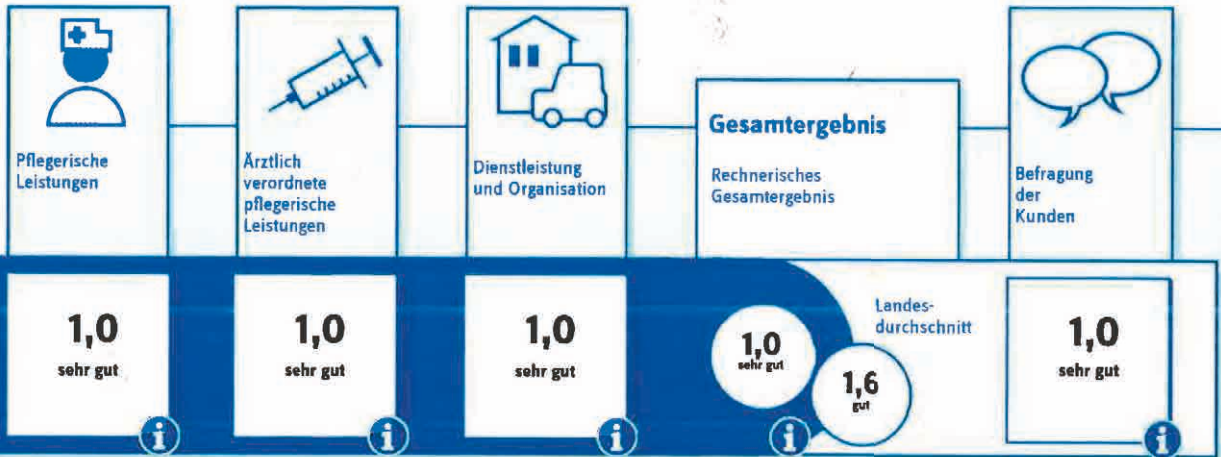 Pflegerische
Leistungen
Ärztlich
verordnete
pflegerische
Leistungen
Dienstleistung
und Organisation
Gesamtergebnis
Rechnerisches
Gesamtergebnis
Befragung
der
Kunden
1,0
sehr gut
1,0
sehr gut
1,0
sehr gut
1,0
sehr gut
Landes-
durchschnitt
1,6
gut
1,0
sehr gut
i
i
i
i
i